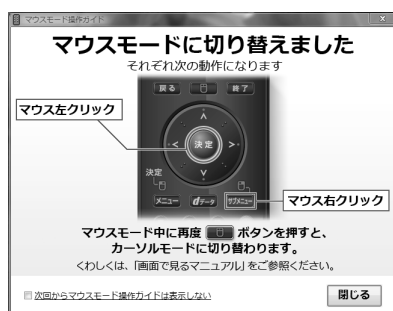 マウスモード操作ガイド
マウスモードに切り替えました
それぞれ次の動作になります
戻る 終了
マウス左クリック
決定
決定
メニュー dデータ サブメニュー
マウス右クリック
マウスモード中に再度 ボタンを押すと、
カーソルモードに切り替わります。
くわしくは、「画面で見るマニュアル」をご参照ください。
次回からマウスモード操作ガイドは表示しない
閉じる